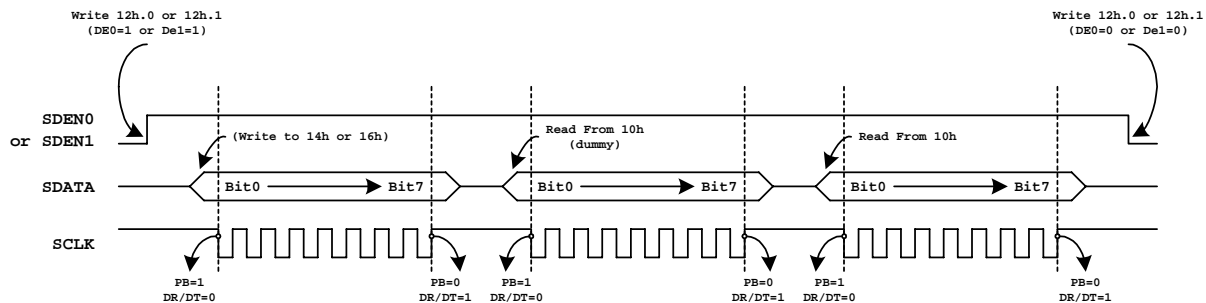 Write 12h.0 or 12h.1
(DE0=1 or De1=1)
Write 12h.0 or 12h.1
(DE0=0 or De1=0)
SDEN0
or SDEN1
(Write to 14h or 16h)
Read From 10h
(dummy)
Read From 10h
SDATA
Bit0
Bit7
Bit0
Bit7
Bit0
Bit7
SCLK
PB=1
DR/DT=0
PB=0
DR/DT=1
PB=1
DR/DT=0
PB=0
DR/DT=1
PB=1
DR/DT=0
PB=0
DR/DT=1